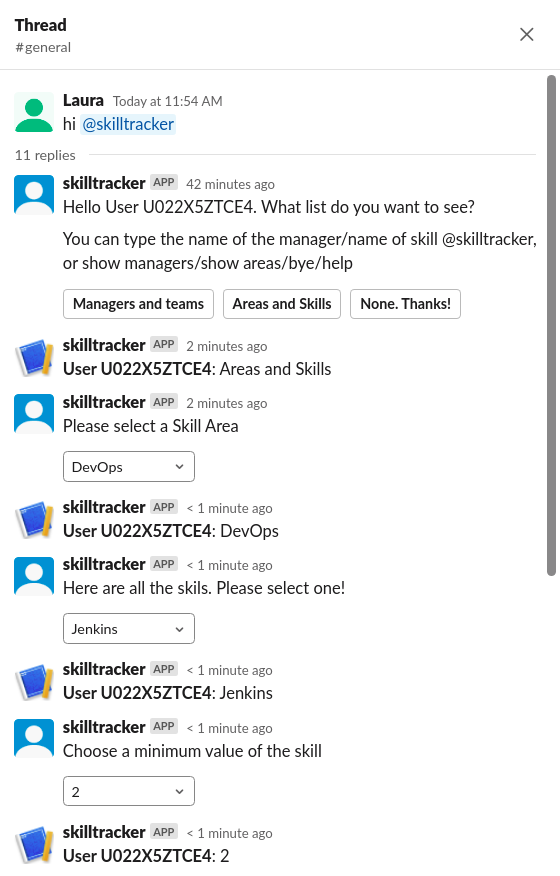 Thread
#general
Laura Today at 11:54 AM
hi @skilltracker
11 replies
skilltracker APP 42 minutes ago
Hello User U022X5ZTCE4. What list do you want to see?
You can type the name of the manager/name of skill @skilltracker,
or show managers/show areas/bye/help
Managers and teams Areas and Skills None. Thanks!
skilltracker APP 2 minutes ago
User U022X5ZTCE4: Areas and Skills
skilltracker APP 2 minutes ago
Please select a Skill Area
DevOps
skilltracker APP < 1 minute ago
User U022X5ZTCE4: DevOps
skilltracker APP < 1 minute ago
Here are all the skils. Please select one!
Jenkins
skilltracker APP < 1 minute ago
User U022X5ZTCE4: Jenkins
skilltracker APP < 1 minute ago
Choose a minimum value of the skill
2
skilltracker APP < 1 minute ago
User U022X5ZTCE4: 2